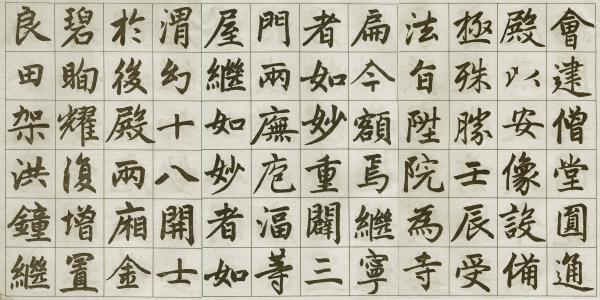 會建僧堂圓通
殿以安像設備
極殊勝壬辰受
法旨陞院為寺
扁今額焉繼寧
者如妙重闢三
門兩廡庖湢等
屋繼如妙者如
渭幻十八開士
於後殿兩廂金
碧眴耀復增置
良田架洪鐘繼